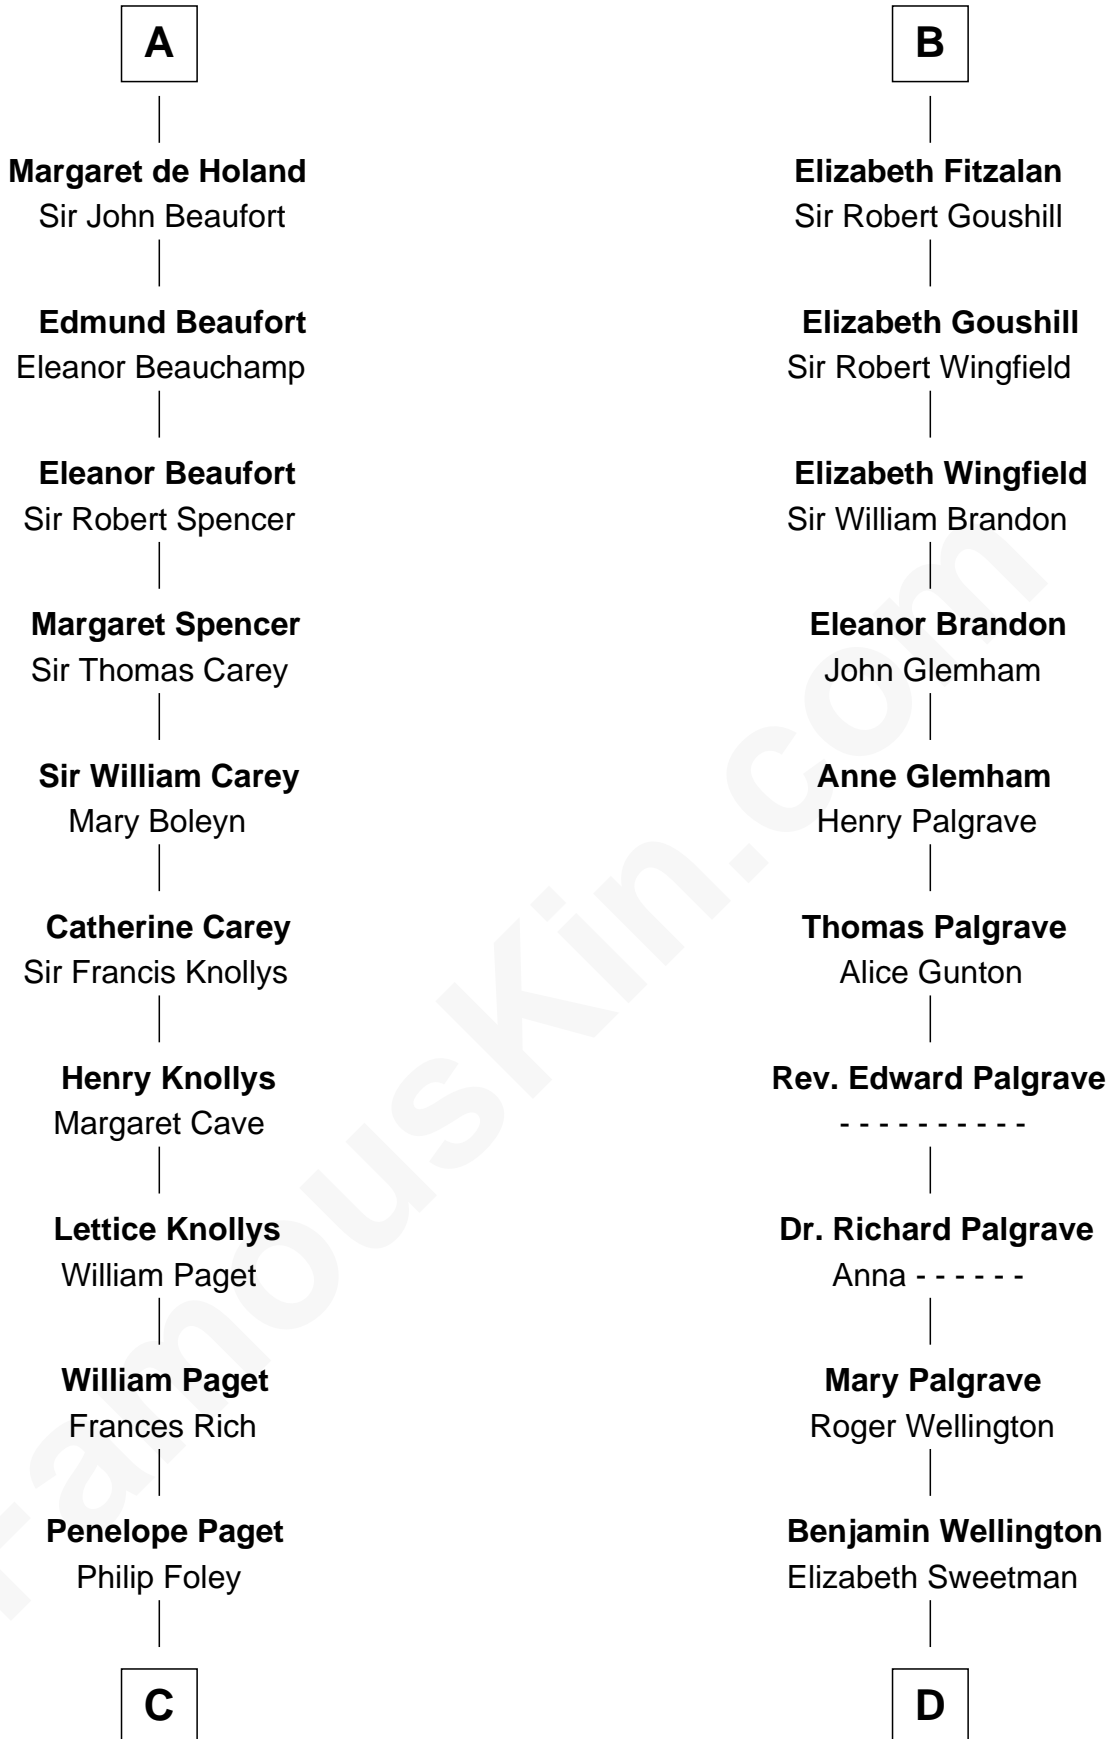 A
Margaret de Holand
Sir John Beaufort
Edmund Beaufort
Eleanor Beauchamp
Eleanor Beaufort
Sir Robert Spencer
Margaret Spencer
Sir Thomas Carey
Sir William Carey
Mary Boleyn
Catherine Carey
Sir Francis Knollys
Henry Knollys
Margaret Cave
Lettice Knollys
William Paget
William Paget
Frances Rich
Penelope Paget
Philip Foley
C
B
Elizabeth Fitzalan
Sir Robert Goushill
Elizabeth Goushill
Sir Robert Wingfield
Elizabeth Wingfield
Sir William Brandon
Eleanor Brandon
John Glemham
Anne Glemham
Henry Palgrave
Thomas Palgrave
Alice Gunton
Rev. Edward Palgrave
- - - - - - - - - -
Dr. Richard Palgrave
Anna - - - - - -
Mary Palgrave
Roger Wellington
Benjamin Wellington
Elizabeth Sweetman
D
FamousKin.com